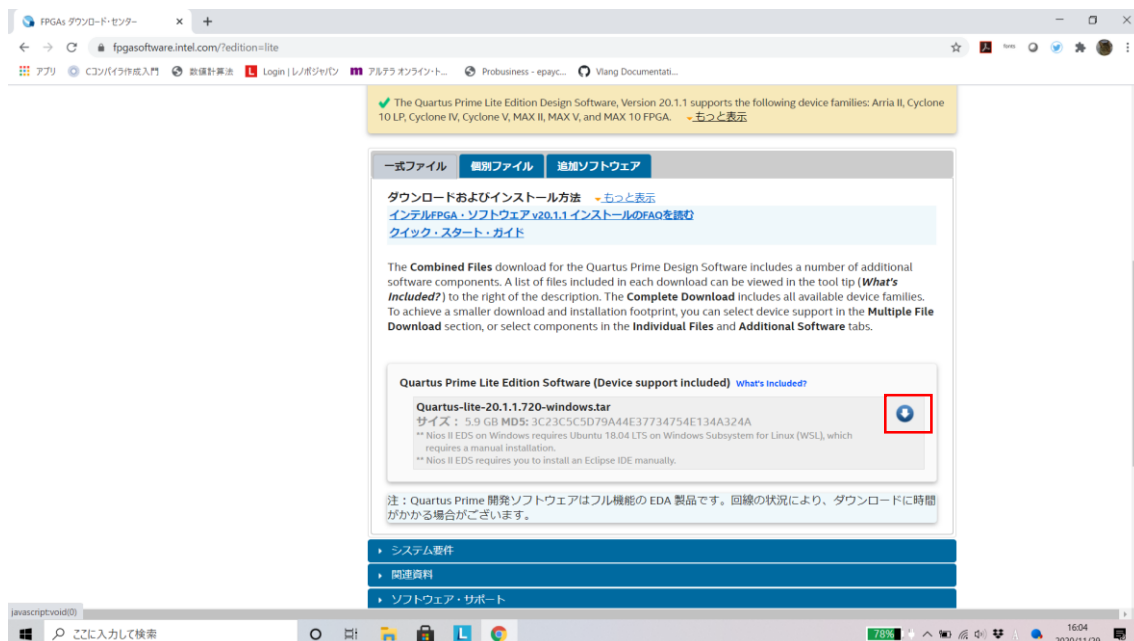 FPGAs ダウンロード・センター
fpgasoftware.intel.com/?edition=lite
アプリ Cコンパイラ作成入門 数値計算法 Login | レノボジャパン アルテラ オンライン・ト... Probusiness - epayc... Vlang Documentati...
The Quartus Prime Lite Edition Design Software, Version 20.1.1 supports the following device families: Arria II, Cyclone
10 LP, Cyclone IV, Cyclone V, MAX II, MAX V, and MAX 10 FPGA. もっと表示
一式ファイル 個別ファイル 追加ソフトウェア
ダウンロードおよびインストール方法 もっと表示
インテルFPGA・ソフトウェア v20.1.1 インストールのFAQを読む
クイック・スタート・ガイド
The Combined Files download for the Quartus Prime Design Software includes a number of additional
software components. A list of files included in each download can be viewed in the tool tip (What's
Included?) to the right of the description. The Complete Download includes all available device families.
To achieve a smaller download and installation footprint, you can select device support in the Multiple File
Download section, or select components in the Individual Files and Additional Software tabs.
Quartus Prime Lite Edition Software (Device support included) What's Included?
Quartus-lite-20.1.1.720-windows.tar
サイズ： 5.9 GB MD5: 3C23C5C5D79A44E37734754E134A324A
** Nios II EDS on Windows requires Ubuntu 18.04 LTS on Windows Subsystem for Linux (WSL), which
requires a manual installation.
** Nios II EDS requires you to install an Eclipse IDE manually.
注：Quartus Prime 開発ソフトウェアはフル機能の EDA 製品です。回線の状況により、ダウンロードに時間
がかかる場合がございます。
システム要件
関連資料
ソフトウェア・サポート
javascript:void(0)
ここに入力して検索
78%
16:04